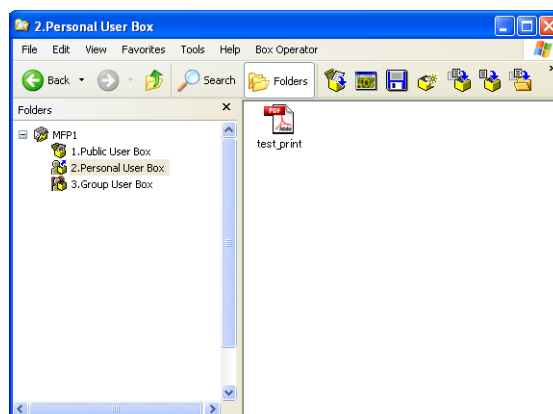 2.Personal User Box
File Edit View Favorites Tools Help Box Operator
Back Search Folders »
Folders ×
MFP1
1.Public User Box
2.Personal User Box
3.Group User Box
PDF
Adobe
test_print